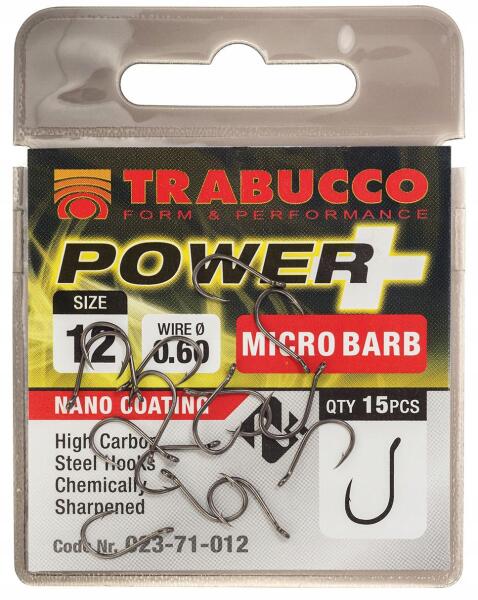 TRABUCCO
FORM & PERFORMANCE
POWER+
SIZE
12
WIRE Ø
0.60
MICRO BARB
NANO COATING
QTY 15PCS
High Carbon
Steel Hooks
Chemically
Sharpened
Code Nr. 023-71-012